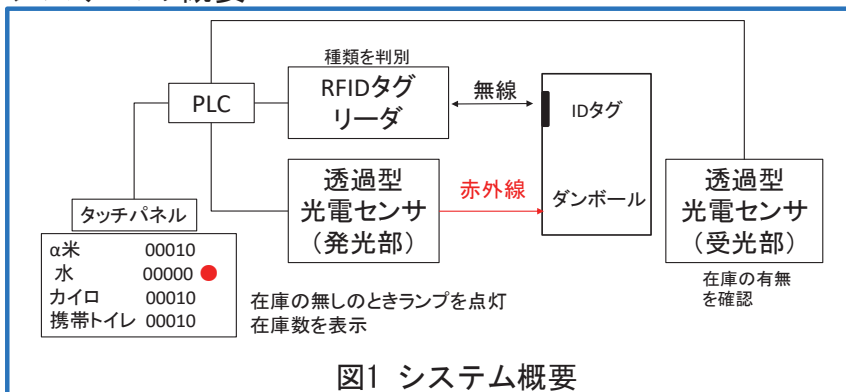 種類を判別
RFIDタグ
リーダ
PLC
無線
IDタグ
ダンボール
透過型
光電センサ
（発光部）
赤外線
透過型
光電センサ
（受光部）
在庫の有無
を確認
タッチパネル
α米 00010
水 00000
カイロ 00010
携帯トイレ 00010
在庫の無しのときランプを点灯
在庫数を表示
図1 システム概要